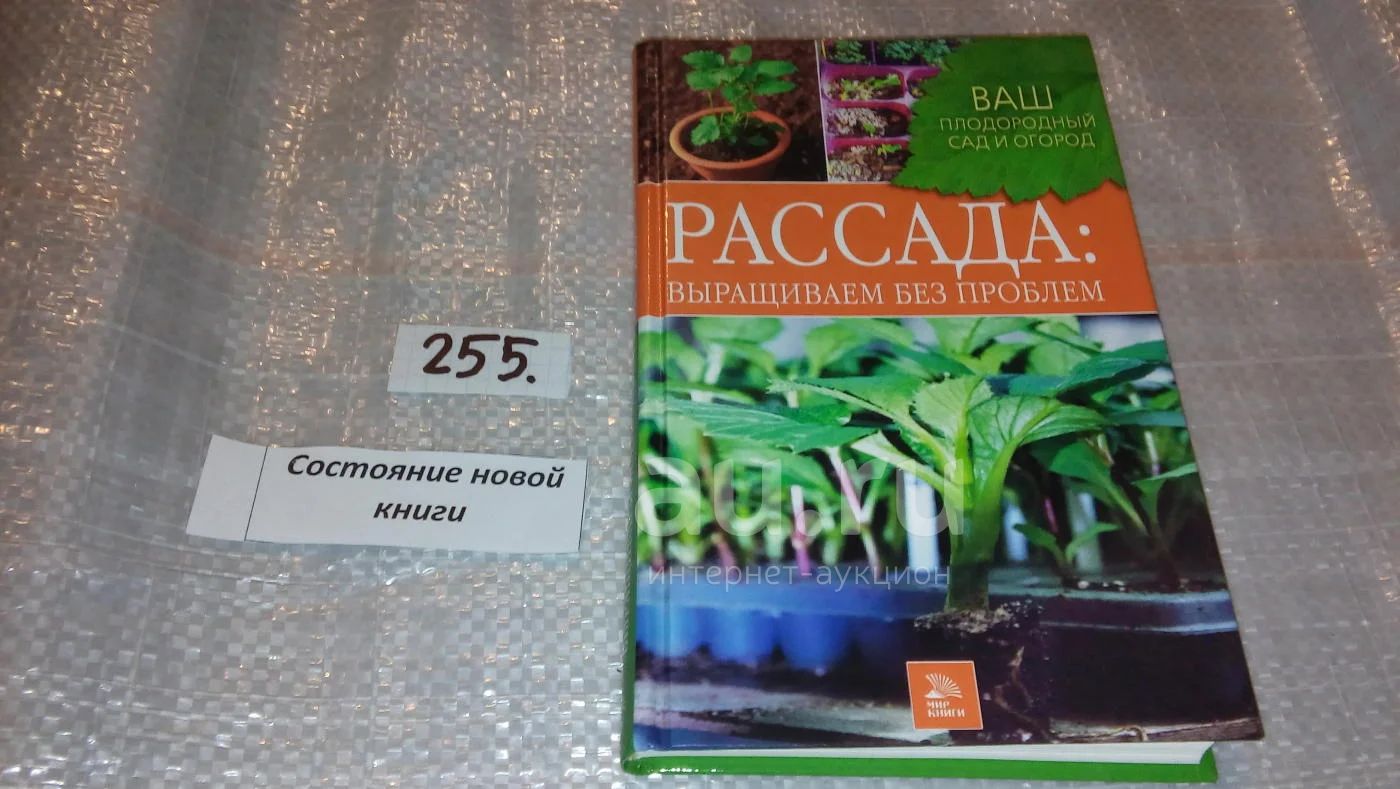 ВАШ
ПЛОДОРОДНЫЙ
САД И ОГОРОД
РАССАДА:
ВЫРАЩИВАЕМ БЕЗ ПРОБЛЕМ
255.
Состояние новой
книги
au.ru
интернет-аукцион
МИР
КНИГИ